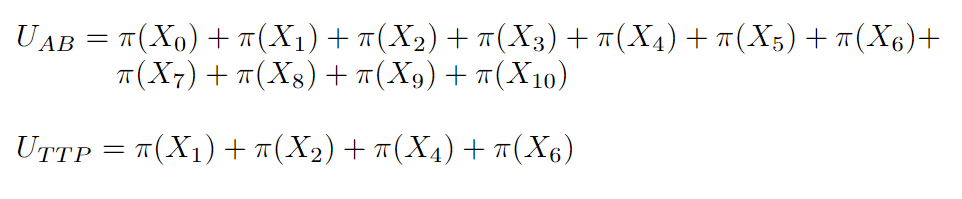 U_{AB} = π(X_0) + π(X_1) + π(X_2) + π(X_3) + π(X_4) + π(X_5) + π(X_6)+
π(X_7) + π(X_8) + π(X_9) + π(X_{10})
U_{TTP} = π(X_1) + π(X_2) + π(X_4) + π(X_6)